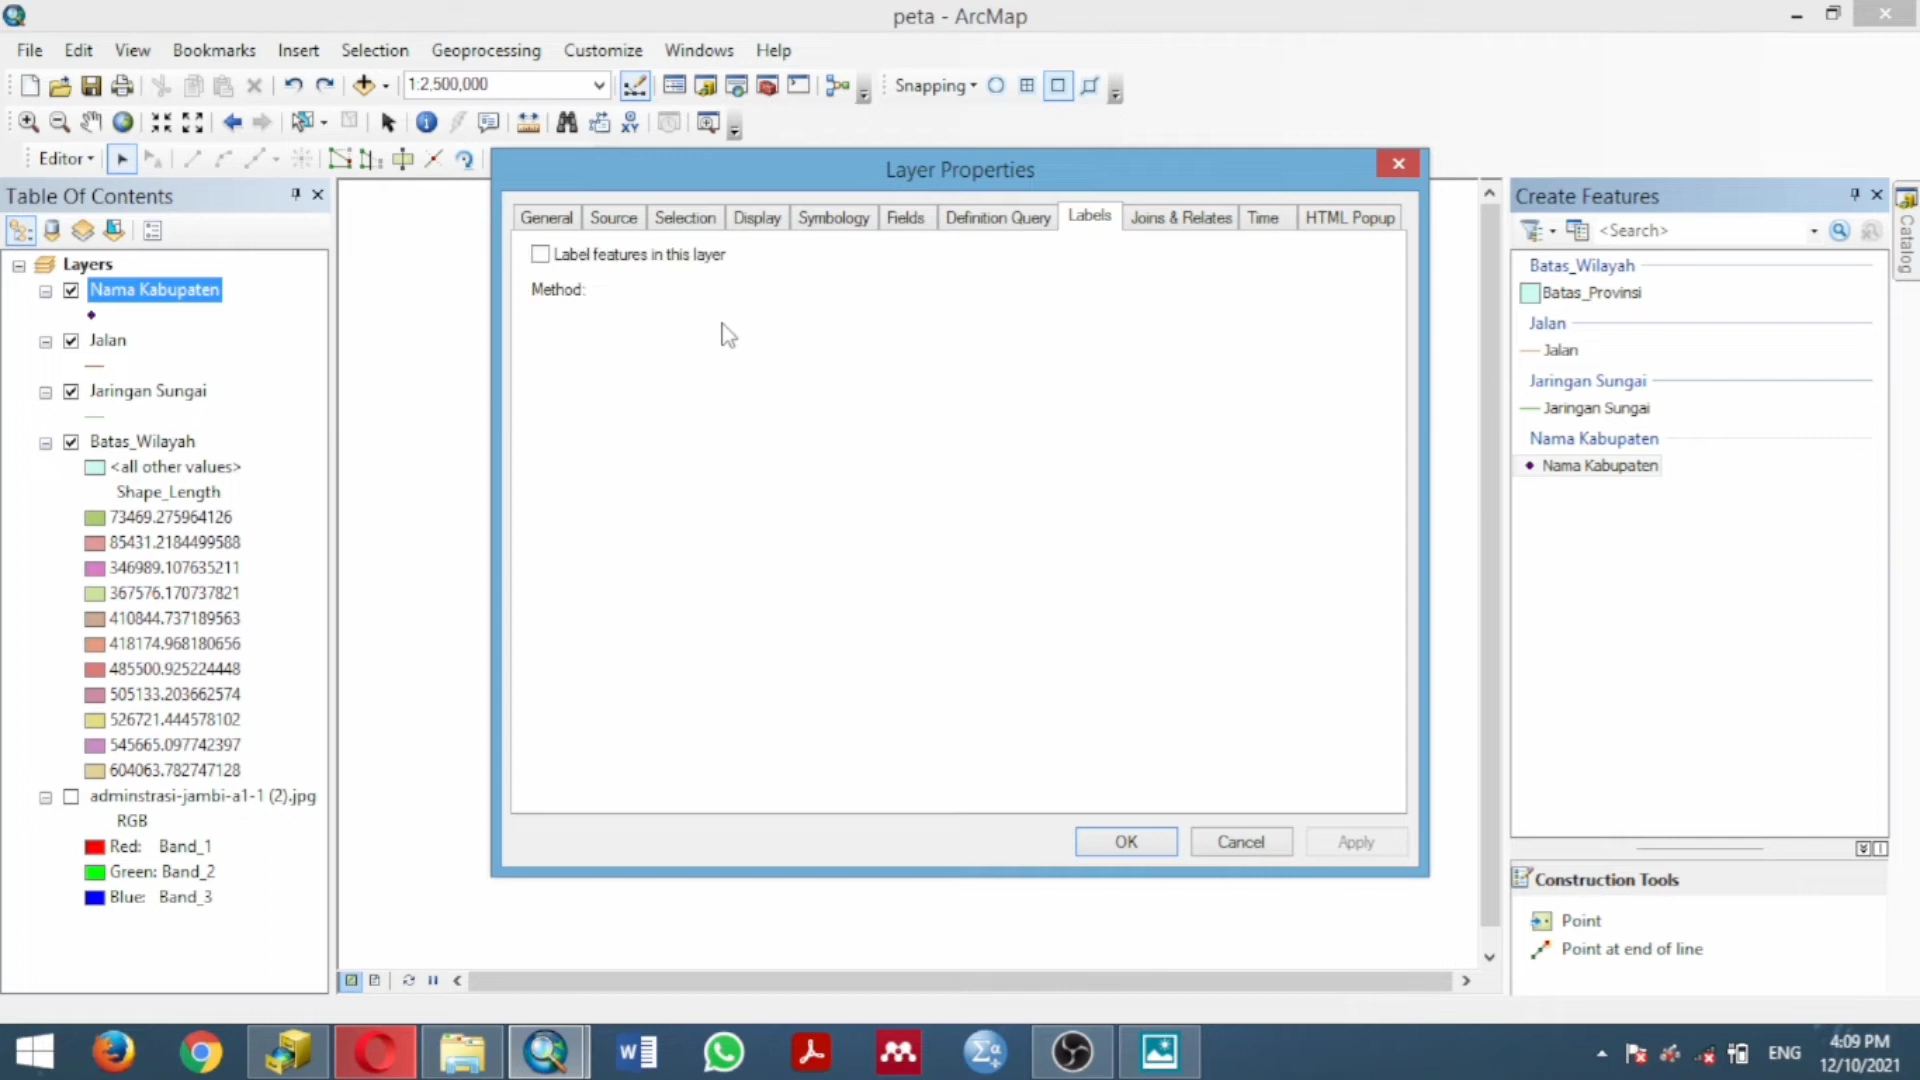 peta - ArcMap
File Edit View Bookmarks Insert Selection Geoprocessing Customize Windows Help
1:2,500,000 Snapping
Editor
Layer Properties
Table Of Contents
General Source Selection Display Symbology Fields Definition Query Labels Joins & Relates Time HTML Popup
Label features in this layer
Method:
OK Cancel Apply
Layers
Nama Kabupaten
Jalan
Jaringan Sungai
Batas_Wilayah
<all other values>
Shape_Length
73469.275964126
85431.2184499588
346989.107635211
367576.170737821
410844.737189563
418174.968180656
485500.925224448
505133.203662574
526721.444578102
545665.097742397
604063.782747128
adminstrasi-jambi-a1-1 (2).jpg
RGB
Red: Band_1
Green: Band_2
Blue: Band_3
Create Features
<Search>
Batas_Wilayah
Batas_Provinsi
Jalan
Jalan
Jaringan Sungai
Jaringan Sungai
Nama Kabupaten
Nama Kabupaten
Construction Tools
Point
Point at end of line
Catalog
ENG
4:09 PM
12/10/2021